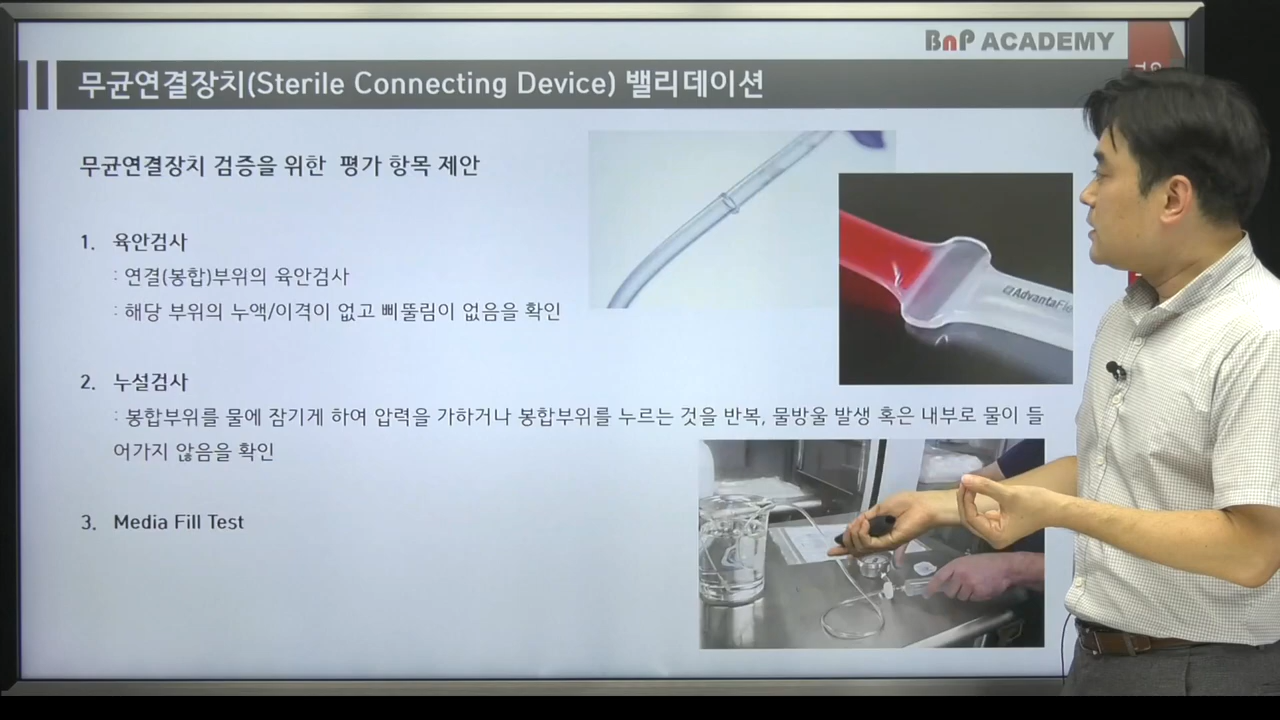 BnP ACADEMY
무균연결장치(Sterile Connecting Device) 밸리데이션
무균연결장치 검증을 위한 평가 항목 제안
1. 육안검사
: 연결(봉합)부위의 육안검사
: 해당 부위의 누액/이격이 없고 삐뚤림이 없음을 확인
AdvantaFle
2. 누설검사
: 봉합부위를 물에 잠기게 하여 압력을 가하거나 봉합부위를 누르는 것을 반복, 물방울 발생 혹은 내부로 물이 들
어가지 않음을 확인
3. Media Fill Test